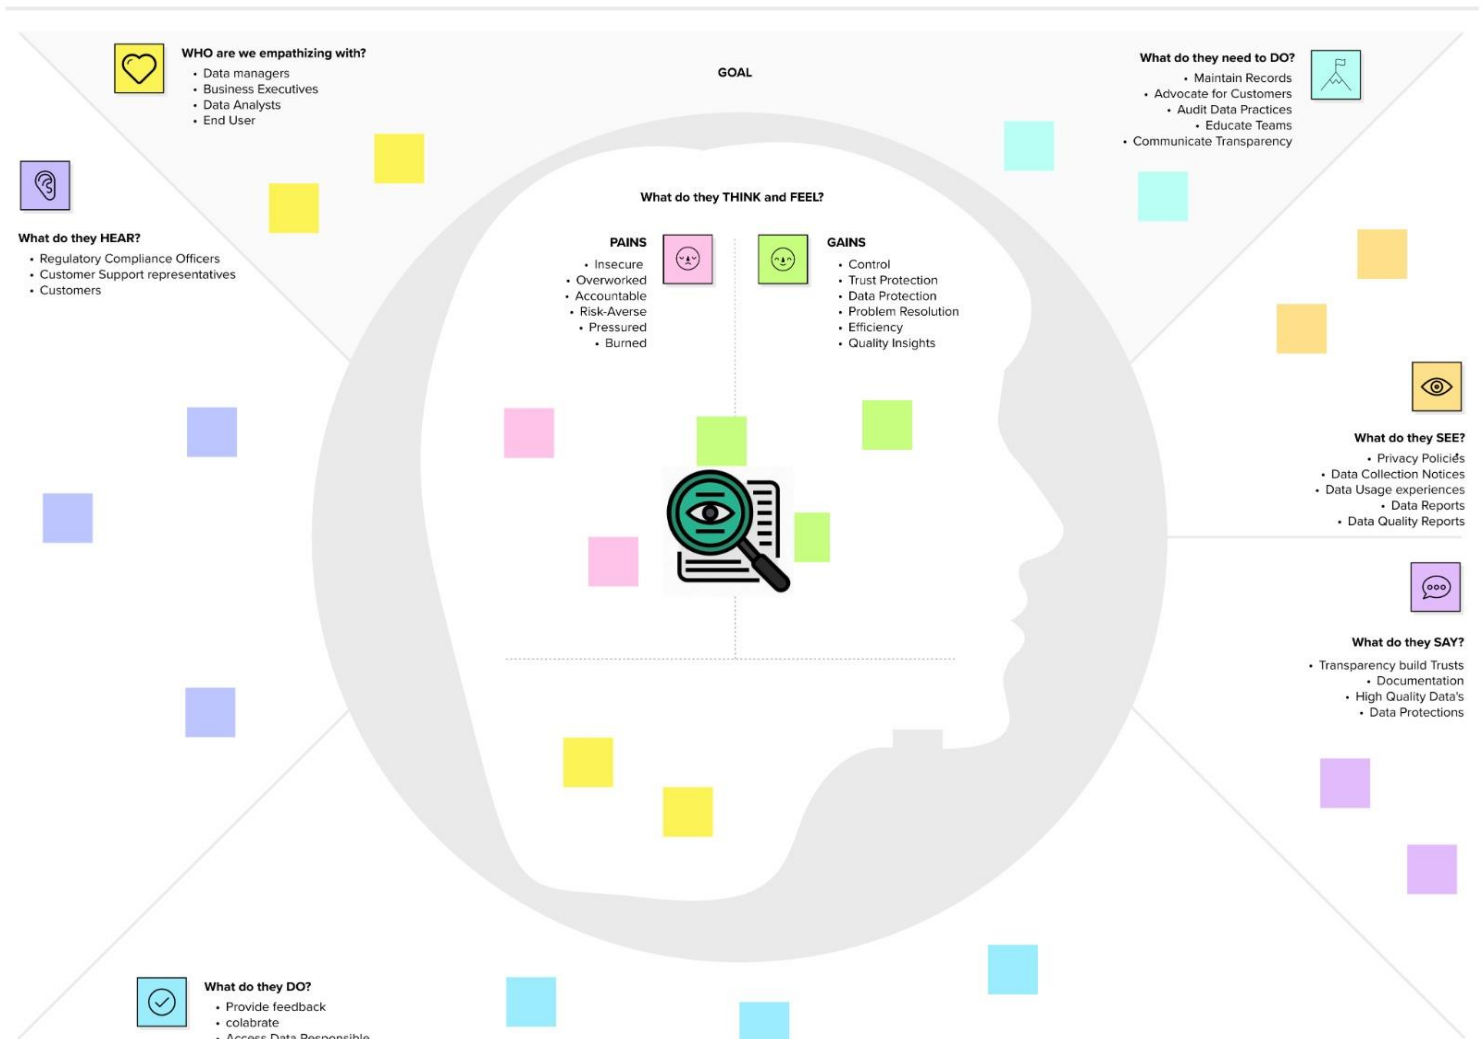 WHO are we empathizing with?
• Data managers
• Business Executives
• Data Analysts
• End User
GOAL
What do they need to DO?
• Maintain Records
• Advocate for Customers
• Audit Data Practices
• Educate Teams
• Communicate Transparency
What do they HEAR?
• Regulatory Compliance Officers
• Customer Support representatives
• Customers
What do they THINK and FEEL?
PAINS
• Insecure
• Overworked
• Accountable
• Risk-Averse
• Pressured
• Burned
GAINS
• Control
• Trust Protection
• Data Protection
• Problem Resolution
• Efficiency
• Quality Insights
What do they SEE?
• Privacy Policies
• Data Collection Notices
• Data Usage experiences
• Data Reports
• Data Quality Reports
What do they SAY?
• Transparency build Trusts
• Documentation
• High Quality Data's
• Data Protections
What do they DO?
• Provide feedback
• colabrate
• Access Data Responsible